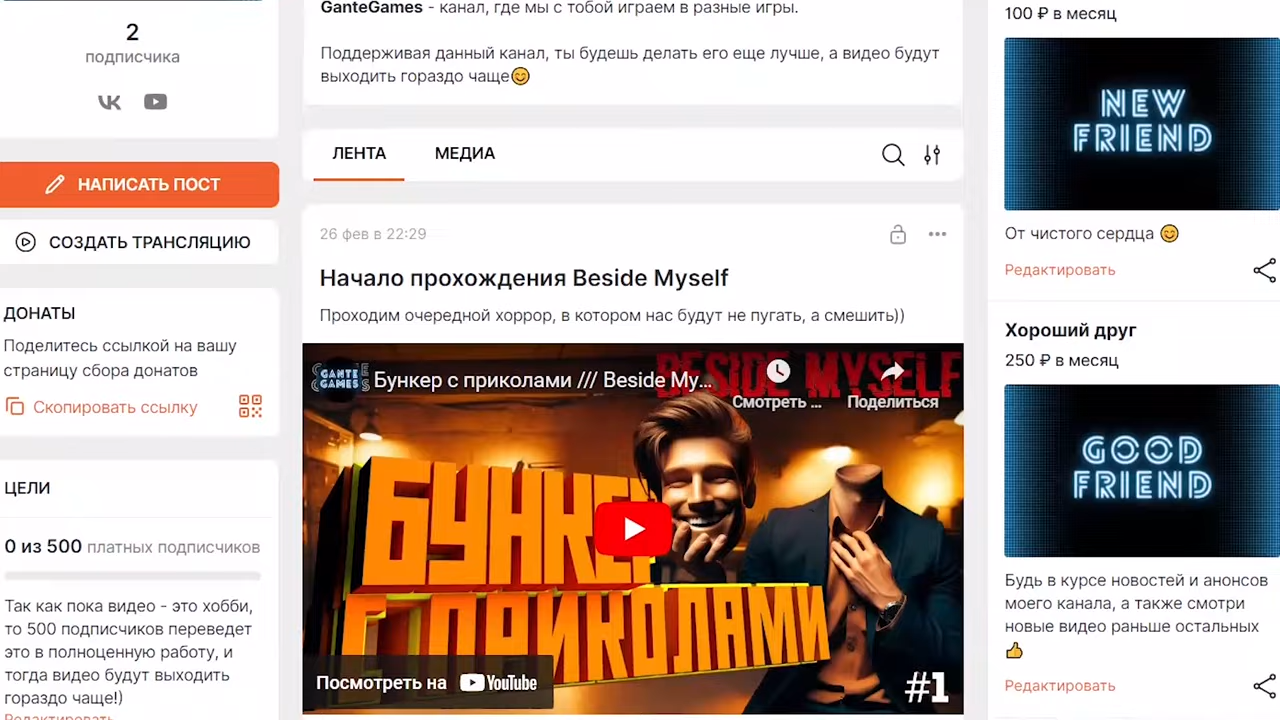 2
подписчика
НАПИСАТЬ ПОСТ
СОЗДАТЬ ТРАНСЛЯЦИЮ
ДОНАТЫ
Поделитесь ссылкой на вашу
страницу сбора донатов
Скопировать ссылку
ЦЕЛИ
0 из 500 платных подписчиков
Так как пока видео - это хобби,
то 500 подписчиков переведет
это в полноценную работу, и
тогда видео будут выходить
гораздо чаще!)
Редактировать
GanteGames - канал, где мы с тобой играем в разные игры.
Поддерживая данный канал, ты будешь делать его еще лучше, а видео будут
выходить гораздо чаще😊
ЛЕНТА
МЕДИА
26 фев в 22:29
Начало прохождения Beside Myself
Проходим очередной хоррор, в котором нас будут не пугать, а смешить))
GANTE
GAMES
Бункер с приколами /// Beside My...
BESIDE MYSELF
Смотреть ...
Поделиться
БУНКЕР
С ПРИКОЛАМИ
Посмотреть на YouTube
#1
100 ₽ в месяц
NEW
FRIEND
От чистого сердца 😊
Редактировать
Хороший друг
250 ₽ в месяц
GOOD
FRIEND
Будь в курсе новостей и анонсов
моего канала, а также смотри
новые видео раньше остальных
👍
Редактировать